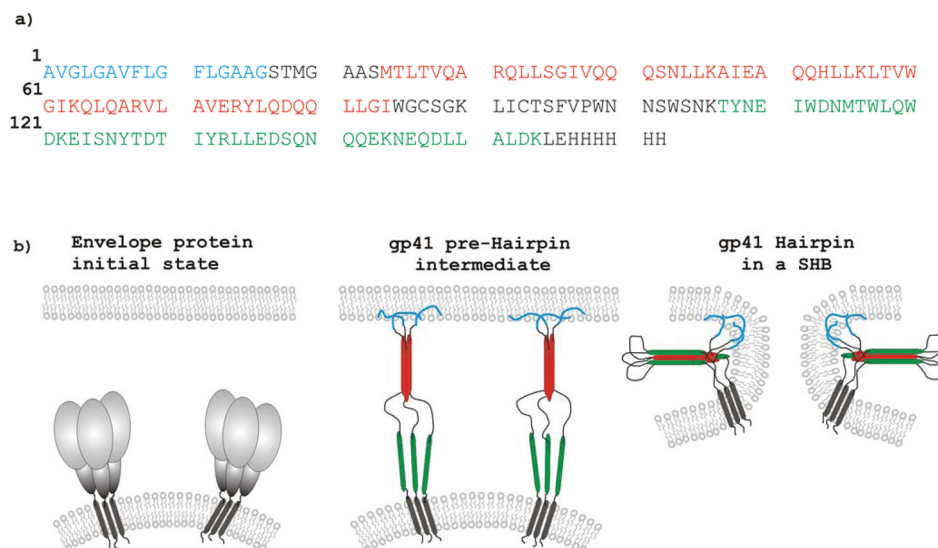 a)
1
AVGLGAVFLG FLGAAGSTMG AASMTLTVQA RQLLSGIVQQ QSNLLKAIEA QQHLLKLTVW
61
GIKQLQARVL AVERYLQDQQ LLGIWGCSGK LICTSFVPWN NSWSNKTYNE IWDNMTWLQW
121
DKEISNYTDT IYRLLEDSQN QQEKNEQDLL ALDKLEHHHH HH
b) Envelope protein initial state
gp41 pre-Hairpin intermediate
gp41 Hairpin in a SHB